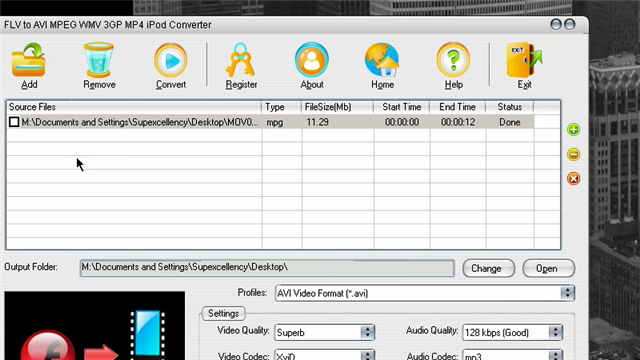 FLV to AVI MPEG WMV 3GP MP4 iPod Converter
Add Remove Convert Register About Home Help Exit
EXIT
Source Files Type FileSize(Mb) Start Time End Time Status
M:\Documents and Settings\Supexcellency\Desktop\MOV0... mpg 11.29 00:00:00 00:00:12 Done
Output Folder: M:\Documents and Settings\Supexcellency\Desktop\ Change Open
Profiles: AVI Video Format (*.avi)
Settings
Video Quality: Superb Audio Quality: 128 kbps (Good)
Video Codec: XviD Audio Codec: mp3